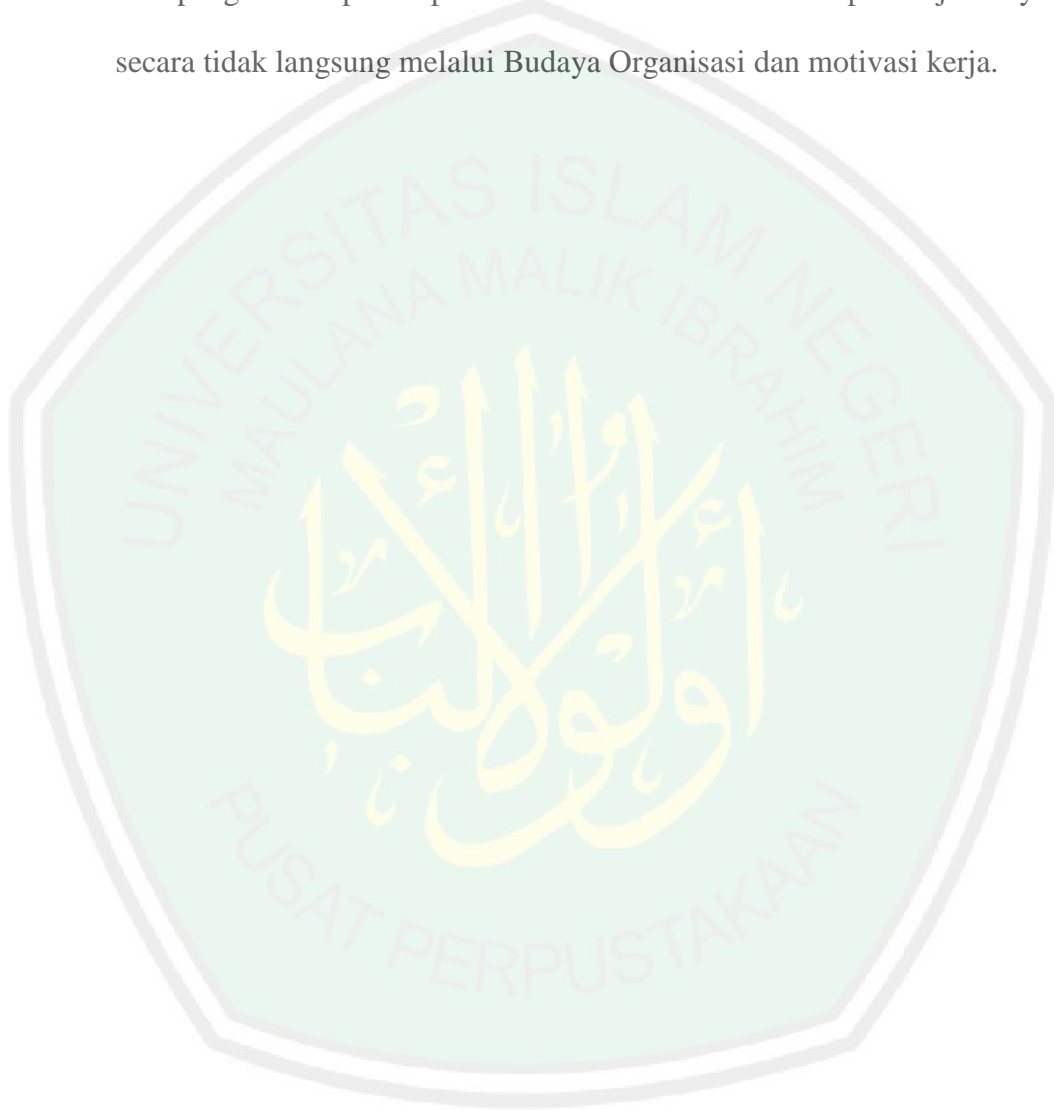 secara tidak langsung melalui Budaya Organisasi dan motivasi kerja.
UNIVERSITAS ISLAM NEGERI
MAULANA MALIK IBRAHIM
أولوا الألباب
PUSAT PERPUSTAKAAN